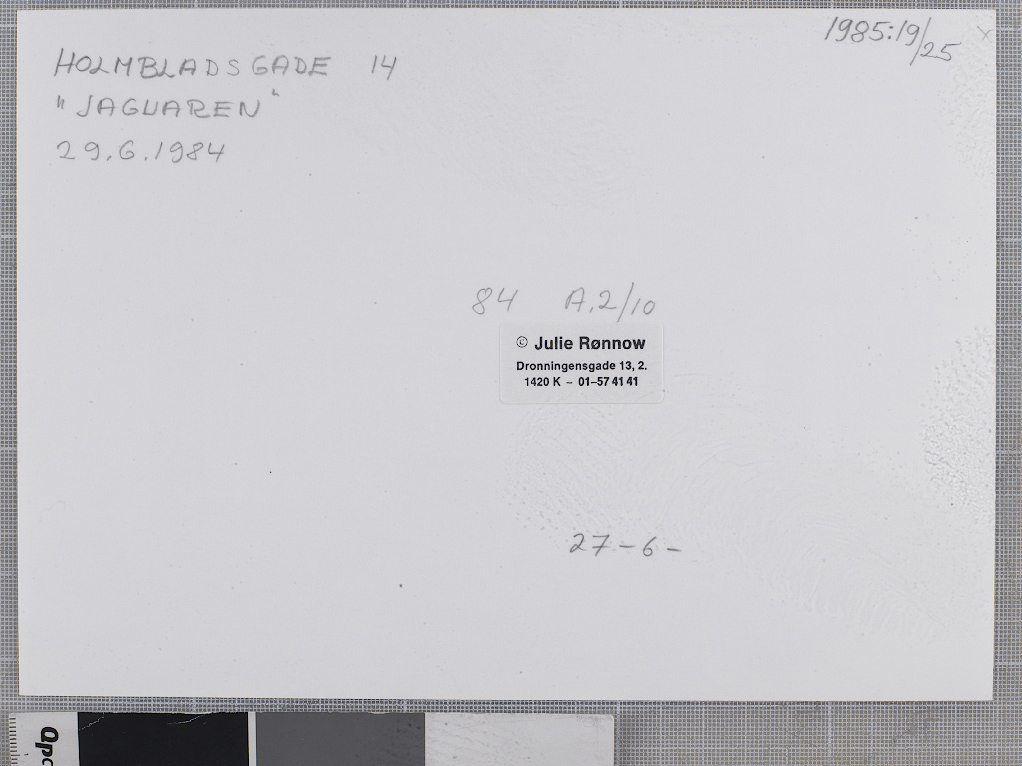 1985:19/25 x
HOLMBLADSGADE 14
"JAGUAREN"
29.6.1984
84 A.2/10
© Julie Rønnow
Dronningensgade 13, 2.
1420 K – 01–57 41 41
27-6-